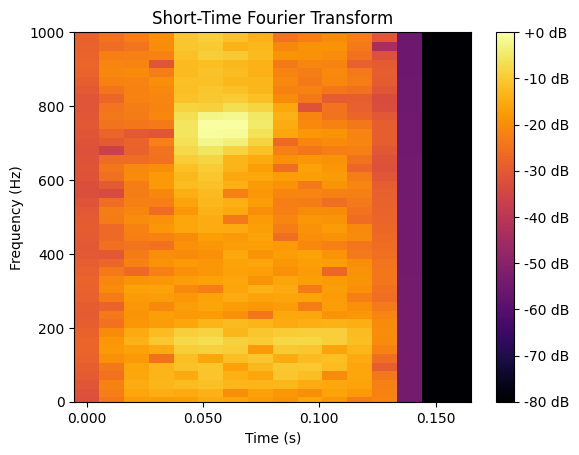 Short-Time Fourier Transform
1000
800
600
400
200
0
Frequency (Hz)
0.000
0.050
0.100
0.150
Time (s)
+0 dB
-10 dB
-20 dB
-30 dB
-40 dB
-50 dB
-60 dB
-70 dB
-80 dB